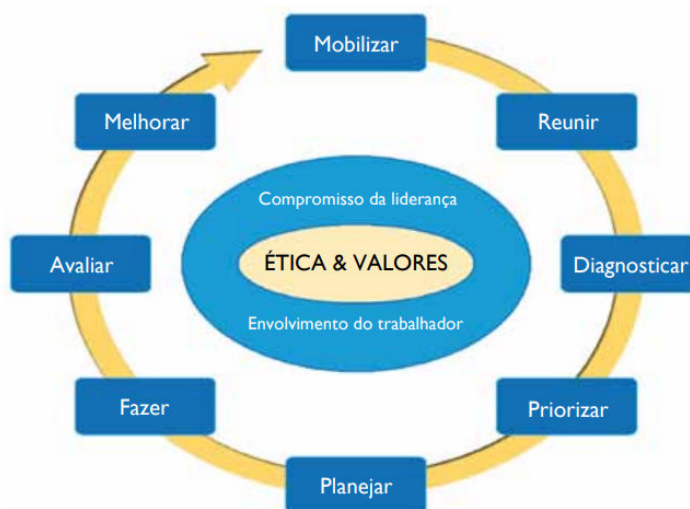 Mobilizar
Melhorar
Reunir
Compromisso da liderança
Avaliar
ÉTICA & VALORES
Diagnosticar
Envolvimento do trabalhador
Fazer
Priorizar
Planejar